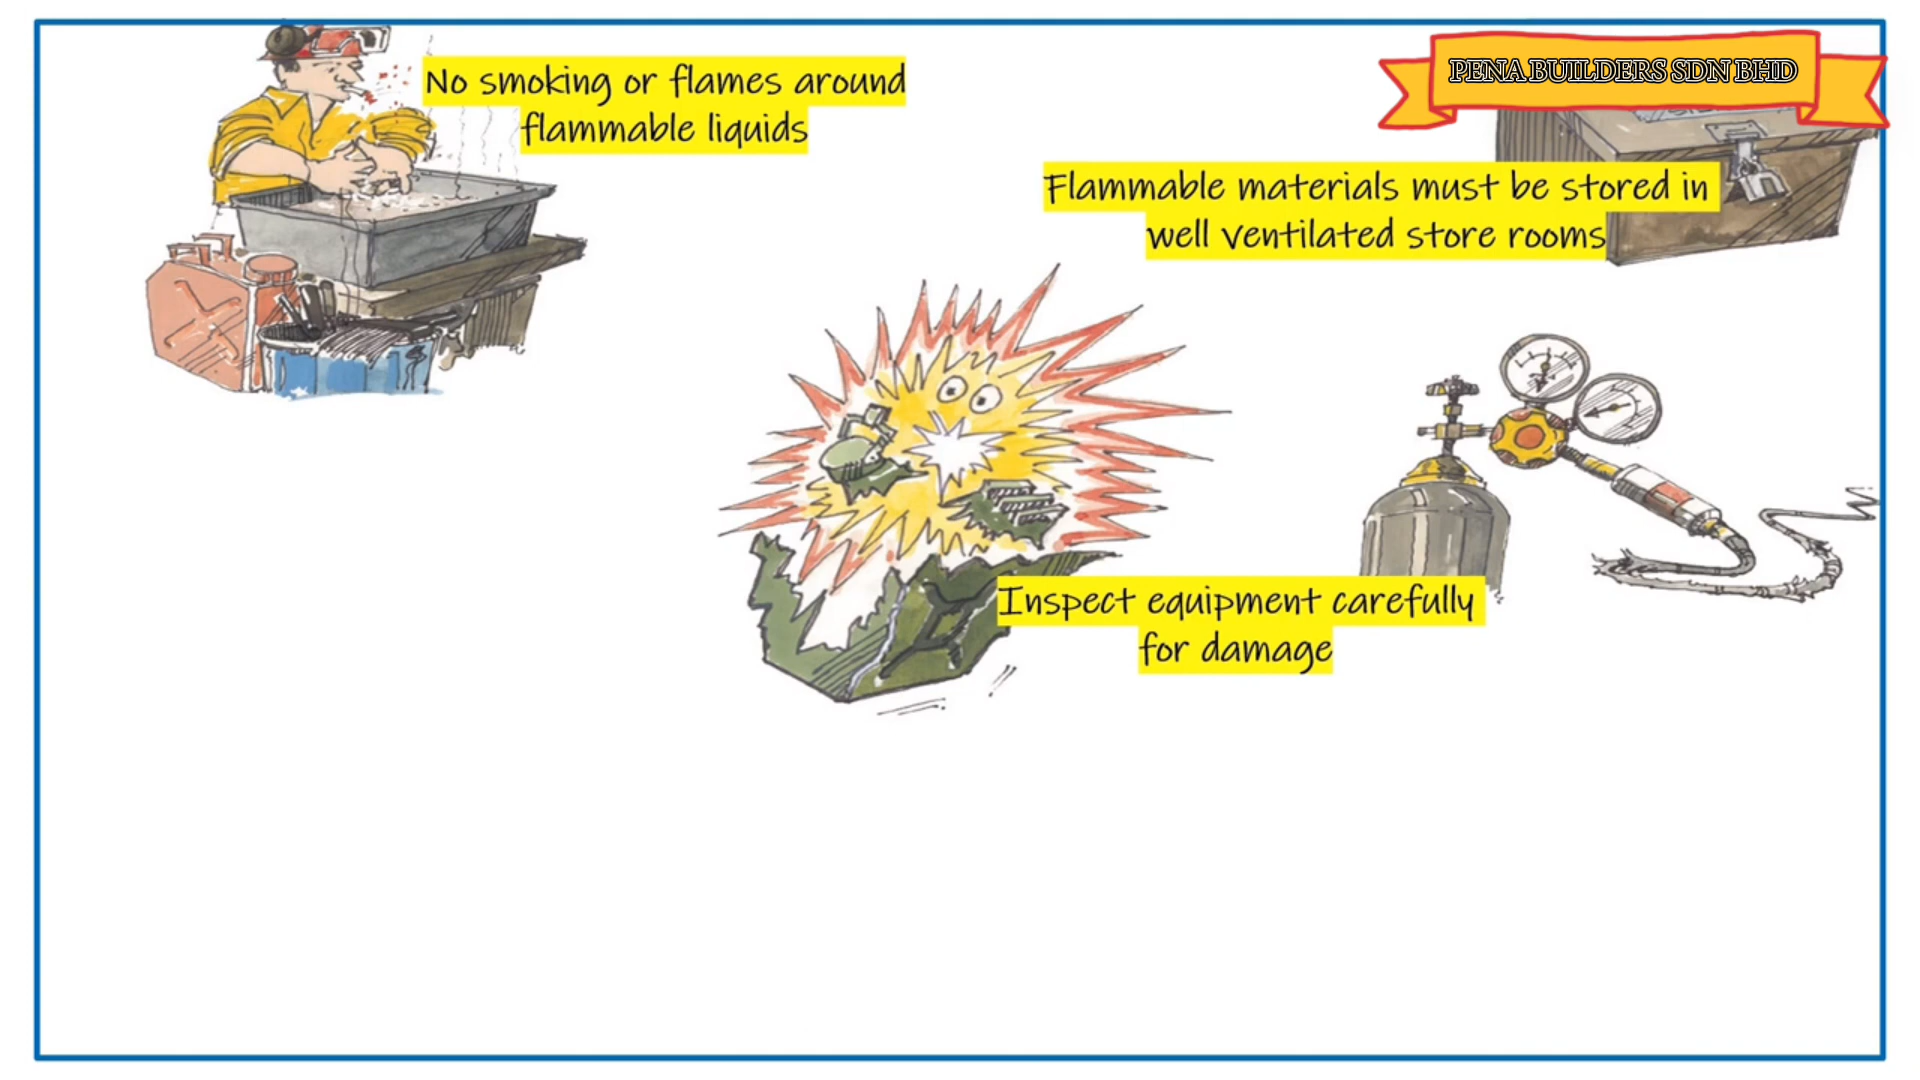 No smoking or flames around
flammable liquids
PENA BUILDERS SDN BHD
Flammable materials must be stored in
well ventilated store rooms
Inspect equipment carefully
for damage